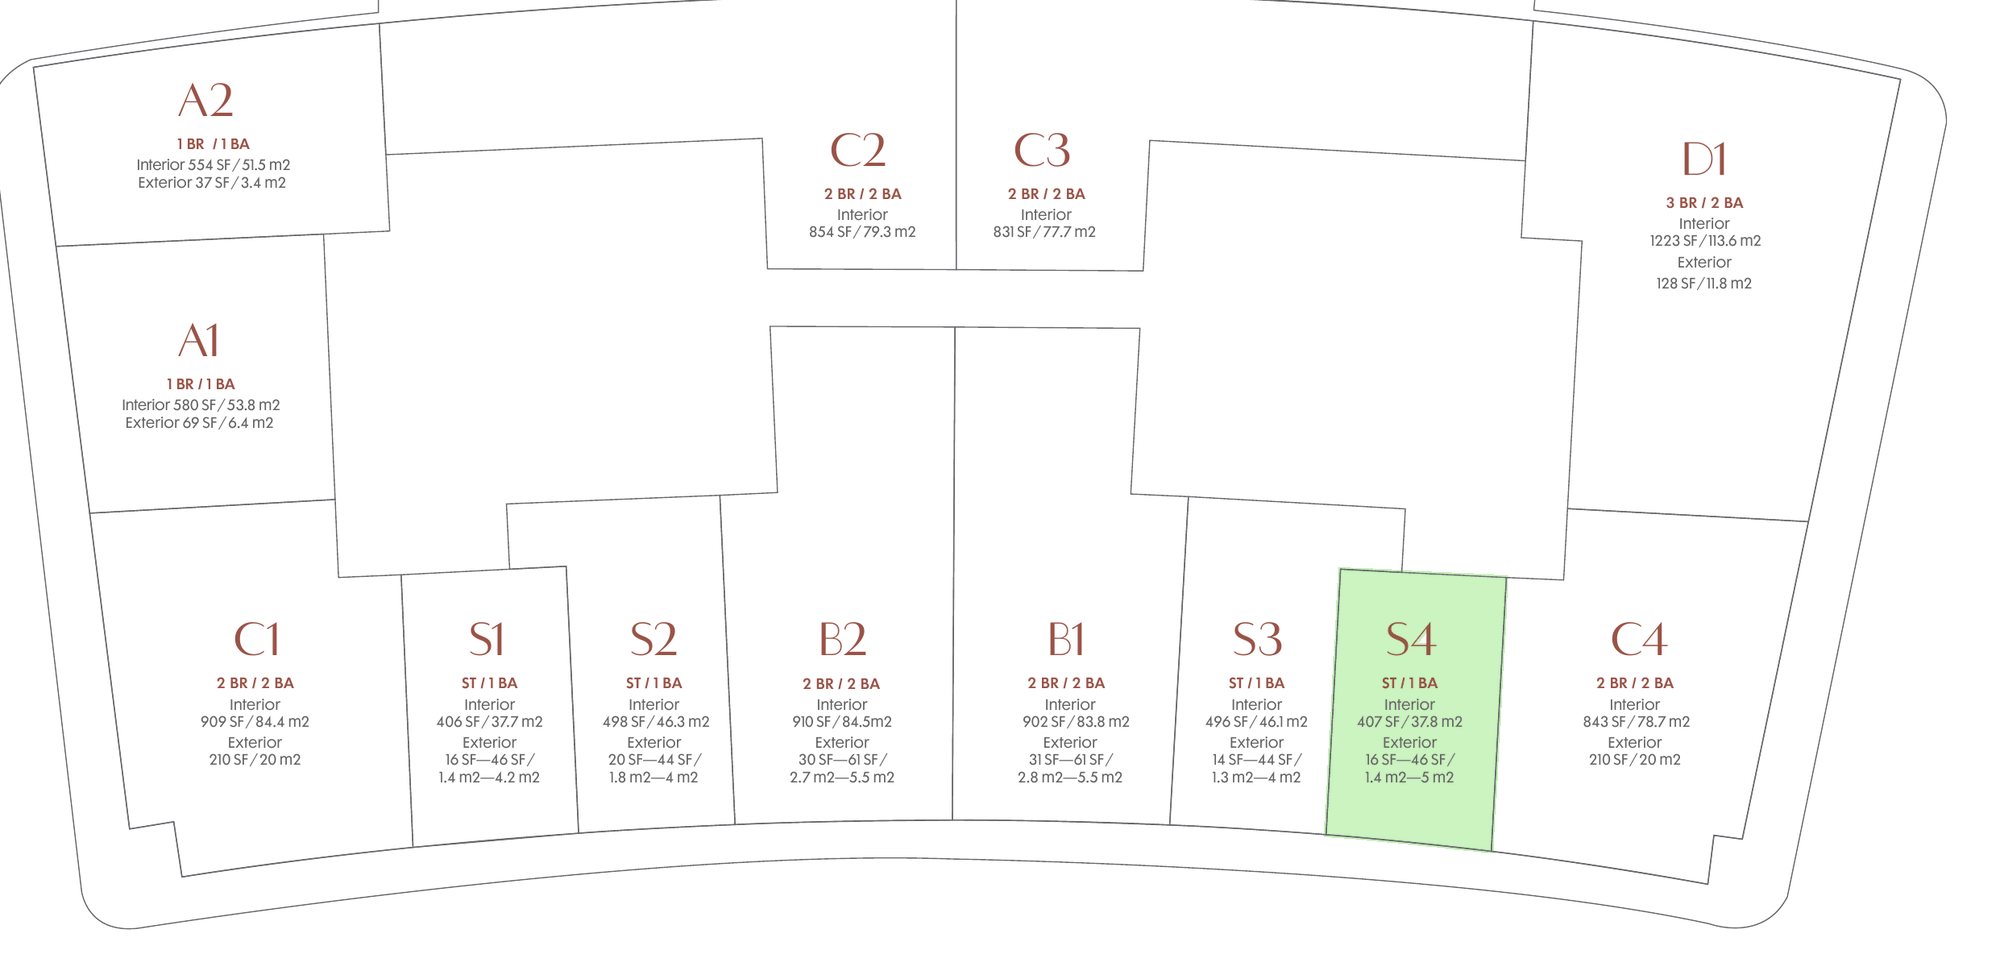 A2
1 BR / 1 BA
Interior 554 SF/51.5 m2
Exterior 37 SF/3.4 m2
C2
2 BR / 2 BA
Interior
854 SF/79.3 m2
C3
2 BR / 2 BA
Interior
831 SF/77.7 m2
D1
3 BR / 2 BA
Interior
1223 SF/113.6 m2
Exterior
128 SF/11.8 m2
A1
1 BR / 1 BA
Interior 580 SF/53.8 m2
Exterior 69 SF/6.4 m2
C1
2 BR / 2 BA
Interior
909 SF/84.4 m2
Exterior
210 SF/20 m2
S1
ST / 1 BA
Interior
406 SF/37.7 m2
Exterior
16 SF—46 SF/
1.4 m2—4.2 m2
S2
ST / 1 BA
Interior
498 SF/46.3 m2
Exterior
20 SF—44 SF/
1.8 m2—4 m2
B2
2 BR / 2 BA
Interior
910 SF/84.5m2
Exterior
30 SF—61 SF/
2.7 m2—5.5 m2
B1
2 BR / 2 BA
Interior
902 SF/83.8 m2
Exterior
31 SF—61 SF/
2.8 m2—5.5 m2
S3
ST / 1 BA
Interior
496 SF/46.1 m2
Exterior
14 SF—44 SF/
1.3 m2—4 m2
S4
ST / 1 BA
Interior
407 SF/37.8 m2
Exterior
16 SF—46 SF/
1.4 m2—5 m2
C4
2 BR / 2 BA
Interior
843 SF/78.7 m2
Exterior
210 SF/20 m2